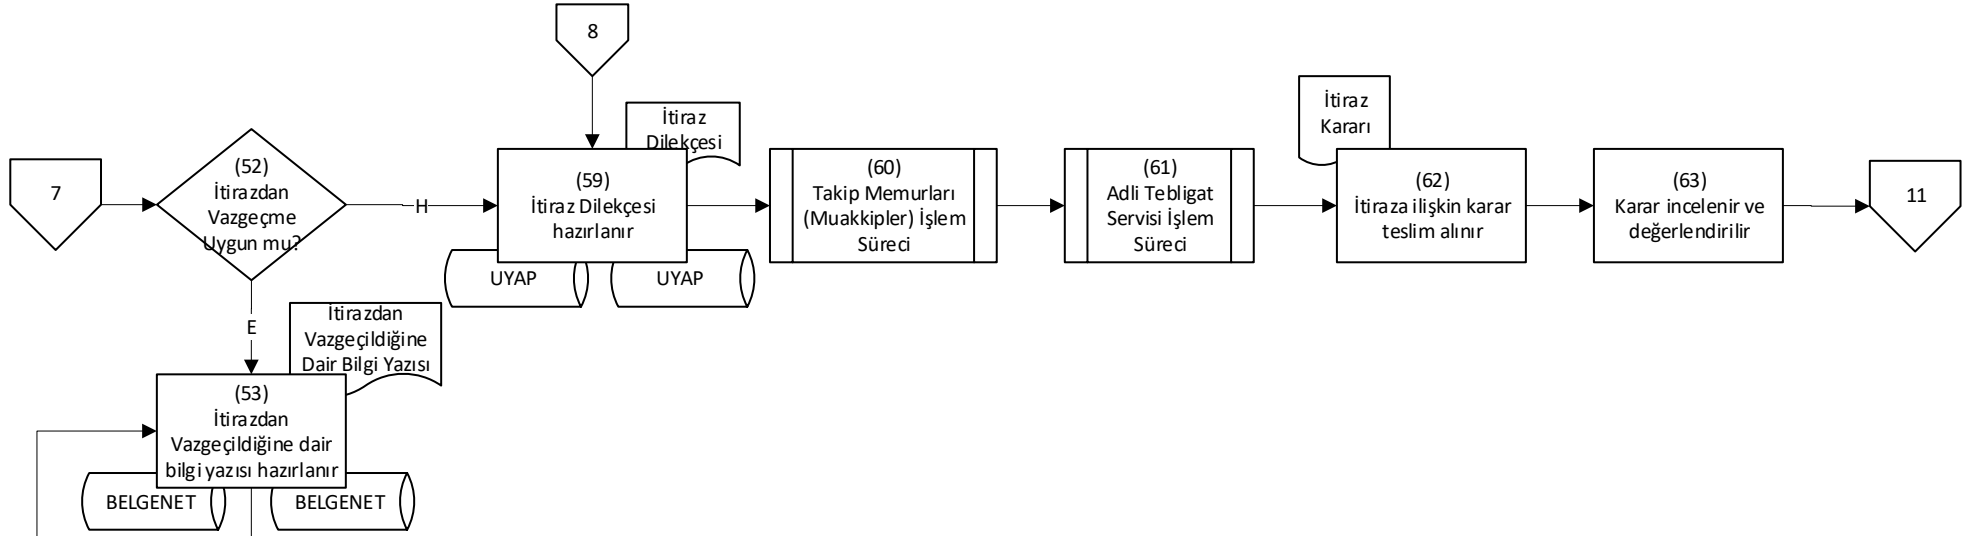 8
7
(52)
İtirazdan
Vazgeçme
Uygun mu?
H
E
İtiraz
Dilekçesi
(59)
İtiraz Dilekçesi
hazırlanır
UYAP
UYAP
(60)
Takip Memurları
(Muakkipler) İşlem
Süreci
(61)
Adli Tebligat
Servisi İşlem
Süreci
İtiraz
Kararı
(62)
İtiraza ilişkin karar
teslim alınır
(63)
Karar incelenir ve
değerlendirilir
11
İtirazdan
Vazgeçildiğine
Dair Bilgi Yazısı
(53)
İtirazdan
Vazgeçildiğine dair
bilgi yazısı hazırlanır
BELGENET
BELGENET